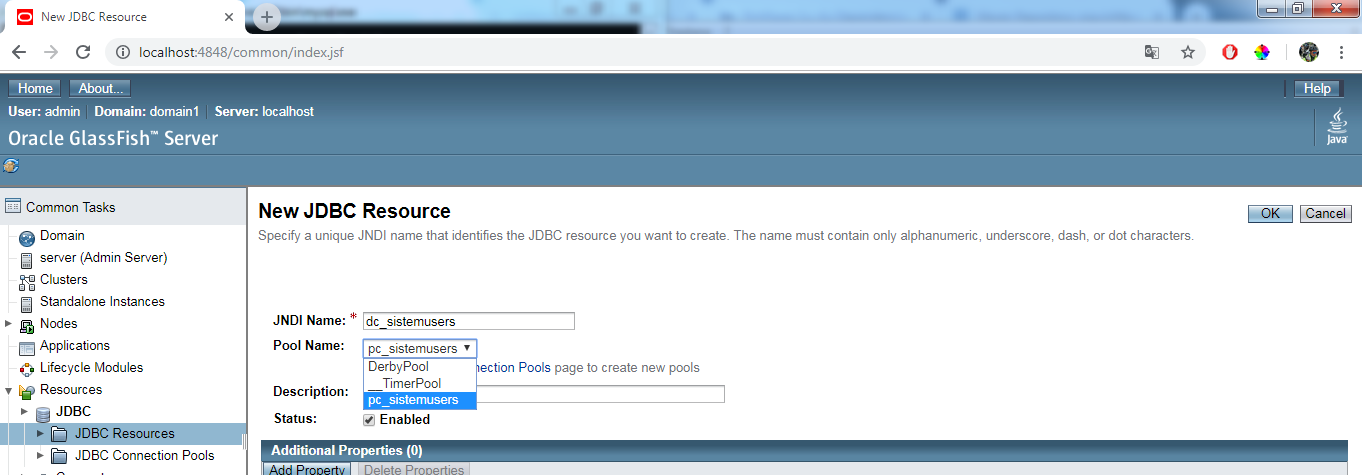 New JDBC Resource
localhost:4848/common/index.jsf
Home About... Help
User: admin Domain: domain1 Server: localhost
Oracle GlassFish™ Server
Java
Common Tasks
Domain
server (Admin Server)
Clusters
Standalone Instances
Nodes
Applications
Lifecycle Modules
Resources
JDBC
JDBC Resources
JDBC Connection Pools
New JDBC Resource
OK Cancel
Specify a unique JNDI name that identifies the JDBC resource you want to create. The name must contain only alphanumeric, underscore, dash, or dot characters.
JNDI Name: * dc_sistemusers
Pool Name: pc_sistemusers
DerbyPool
__TimerPool
pc_sistemusers
nection Pools page to create new pools
Description:
Status: Enabled
Additional Properties (0)
Add Property Delete Properties